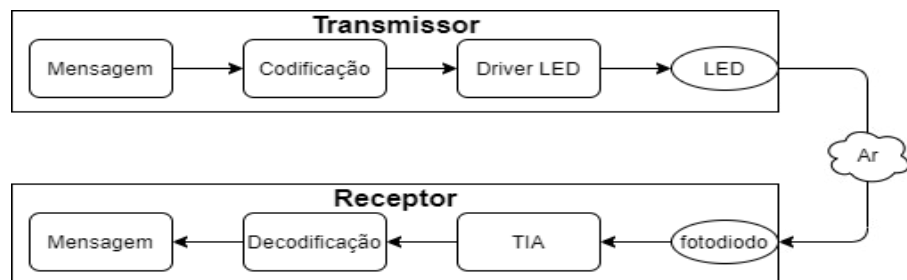 Transmissor
Mensagem
Codificação
Driver LED
LED
Ar
Receptor
Mensagem
Decodificação
TIA
fotodiodo